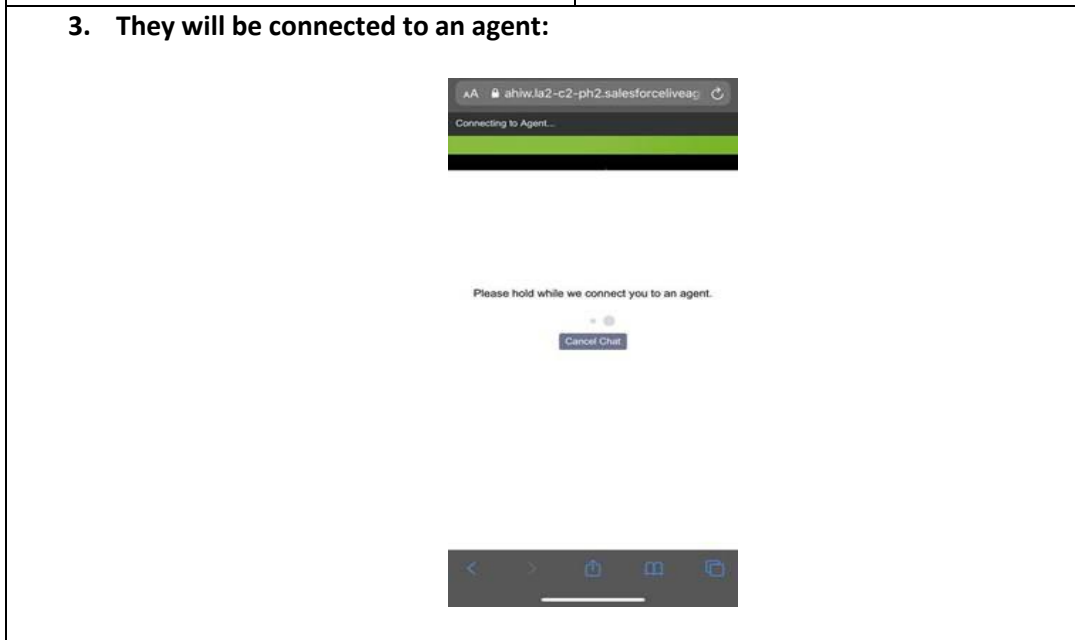 3. They will be connected to an agent:
AA ahiw.la2-c2-ph2.salesforceliveag
Connecting to Agent...
Please hold while we connect you to an agent.
Cancel Chat